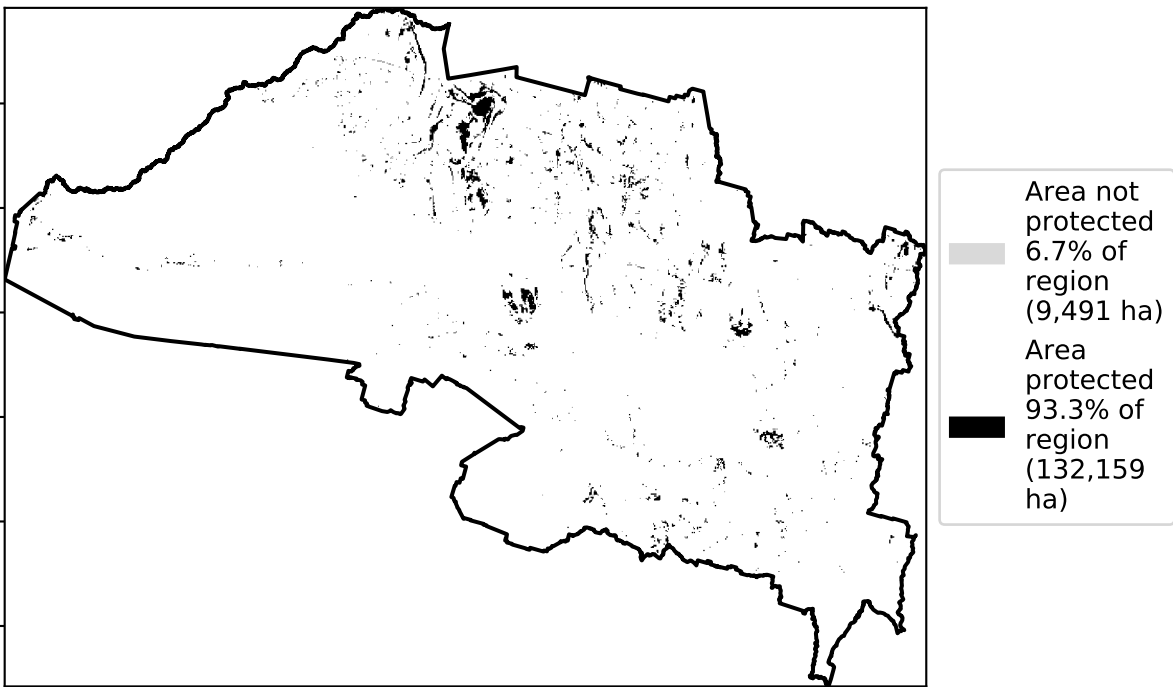 Area not
protected
6.7% of
region
(9,491 ha)
Area
protected
93.3% of
region
(132,159
ha)